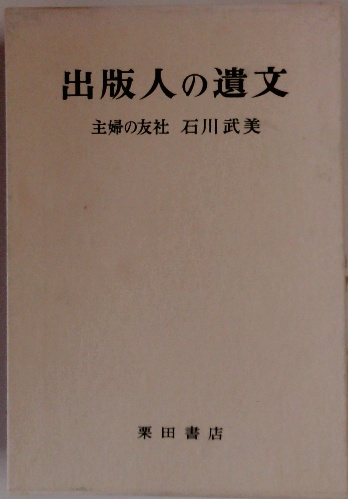 出版人の遺文
主婦の友社 石川武美
栗田書店